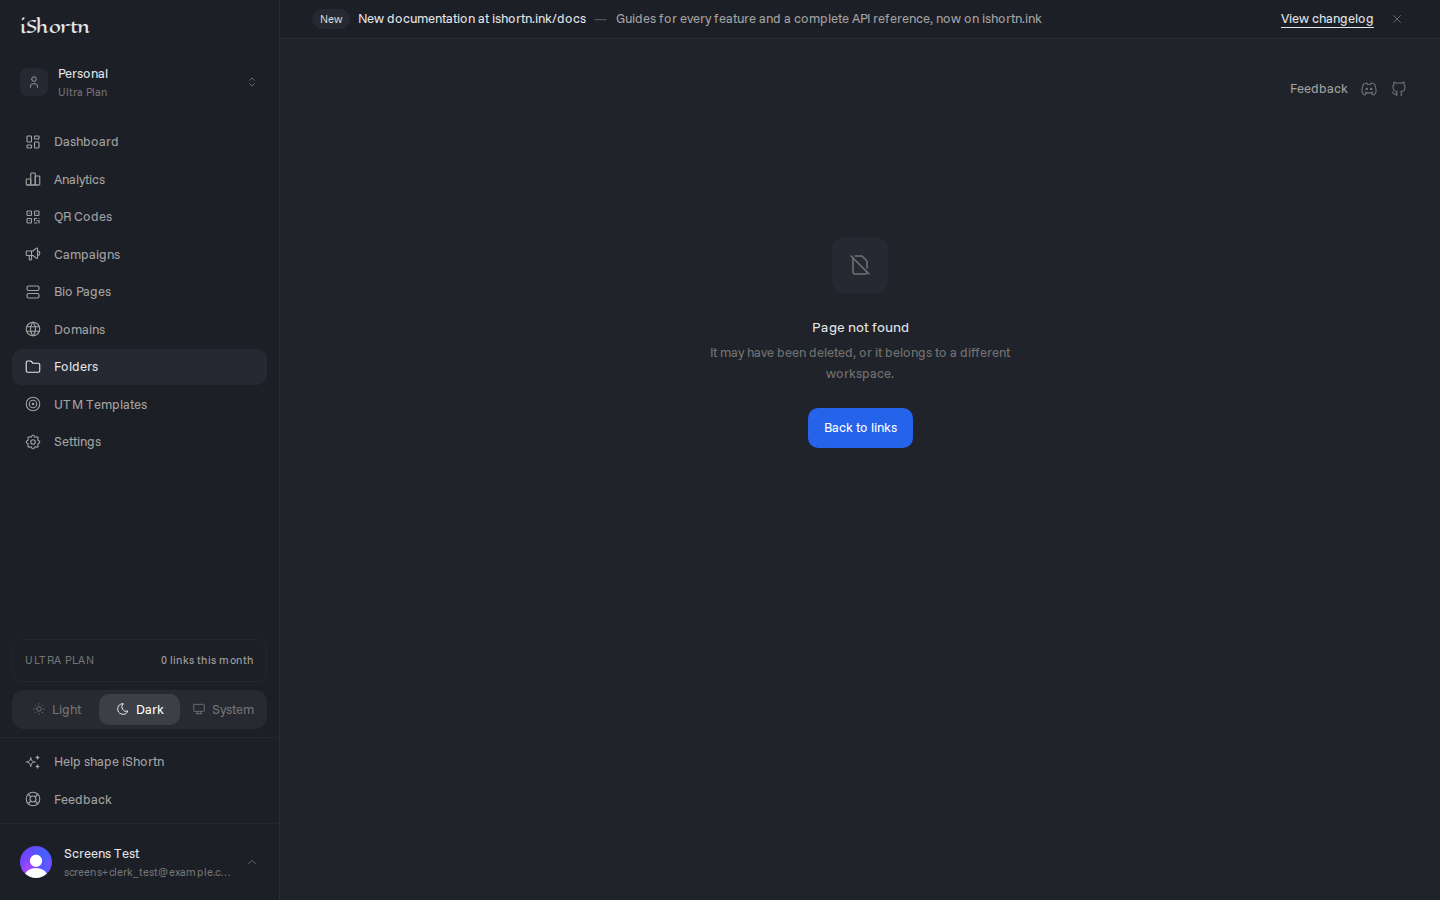 iShortn
Personal
Ultra Plan
Dashboard
Analytics
QR Codes
Campaigns
Bio Pages
Domains
Folders
UTM Templates
Settings
ULTRA PLAN 0 links this month
Light Dark System
Help shape iShortn
Feedback
Screens Test
screens+clerk_test@example.c...
New New documentation at ishortn.ink/docs — Guides for every feature and a complete API reference, now on ishortn.ink View changelog
Feedback
Page not found
It may have been deleted, or it belongs to a different
workspace.
Back to links